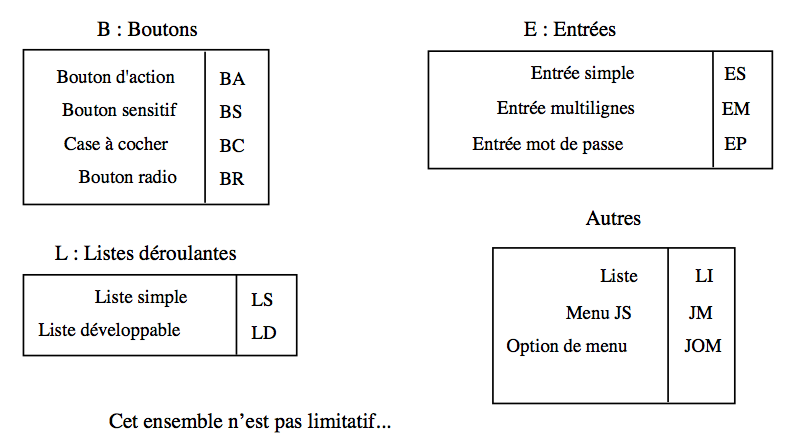 B : Boutons
Bouton d'action BA
Bouton sensitif BS
Case à cocher BC
Bouton radio BR
E : Entrées
Entrée simple ES
Entrée multilignes EM
Entrée mot de passe EP
L : Listes déroulantes
Liste simple LS
Liste développable LD
Autres
Liste LI
Menu JS JM
Option de menu JOM
Cet ensemble n’est pas limitatif...